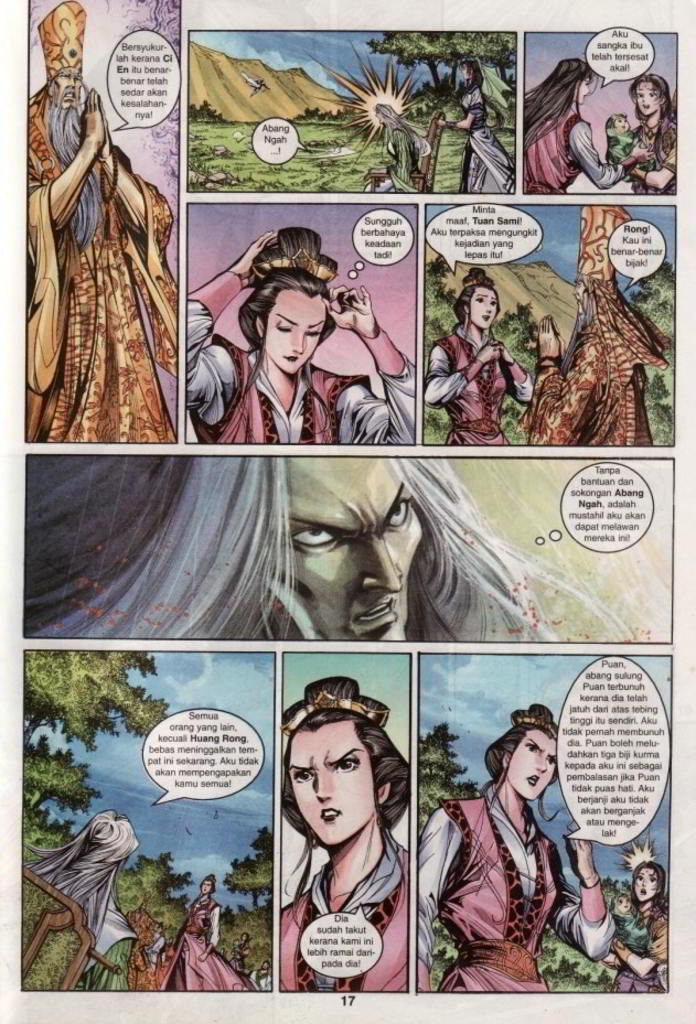 Bersyukur-
lah kerana Ci
En itu benar-
benar telah
sedar akan
kesalahan-
nya!
Abang
Ngah
...!
Aku
sangka ibu
telah tersesat
akal!
Sungguh
berbahaya
keadaan
tadi!
Minta
maaf, Tuan Sami!
Aku terpaksa mengungkit
kejadian yang
lepas itu!
Rong!
Kau ini
benar-benar
bijak!
Tanpa
bantuan dan
sokongan Abang
Ngah, adalah
mustahil aku akan
dapat melawan
mereka ini!
Semua
orang yang lain,
kecuali Huang Rong,
bebas meninggalkan tem-
pat ini sekarang. Aku tidak
akan mempengapakan
kamu semua!
Dia
sudah takut
kerana kami ini
lebih ramai dari-
pada dia!
Puan,
abang sulung
Puan terbunuh
kerana dia telah
jatuh dari atas tebing
tinggi itu sendiri. Aku
tidak pernah membunuh
dia. Puan boleh melu-
dahkan tiga biji kurma
kepada aku ini sebagai
pembalasan jika Puan
tidak puas hati. Aku
berjanji aku tidak
akan berganjak
atau menge-
lak!
17